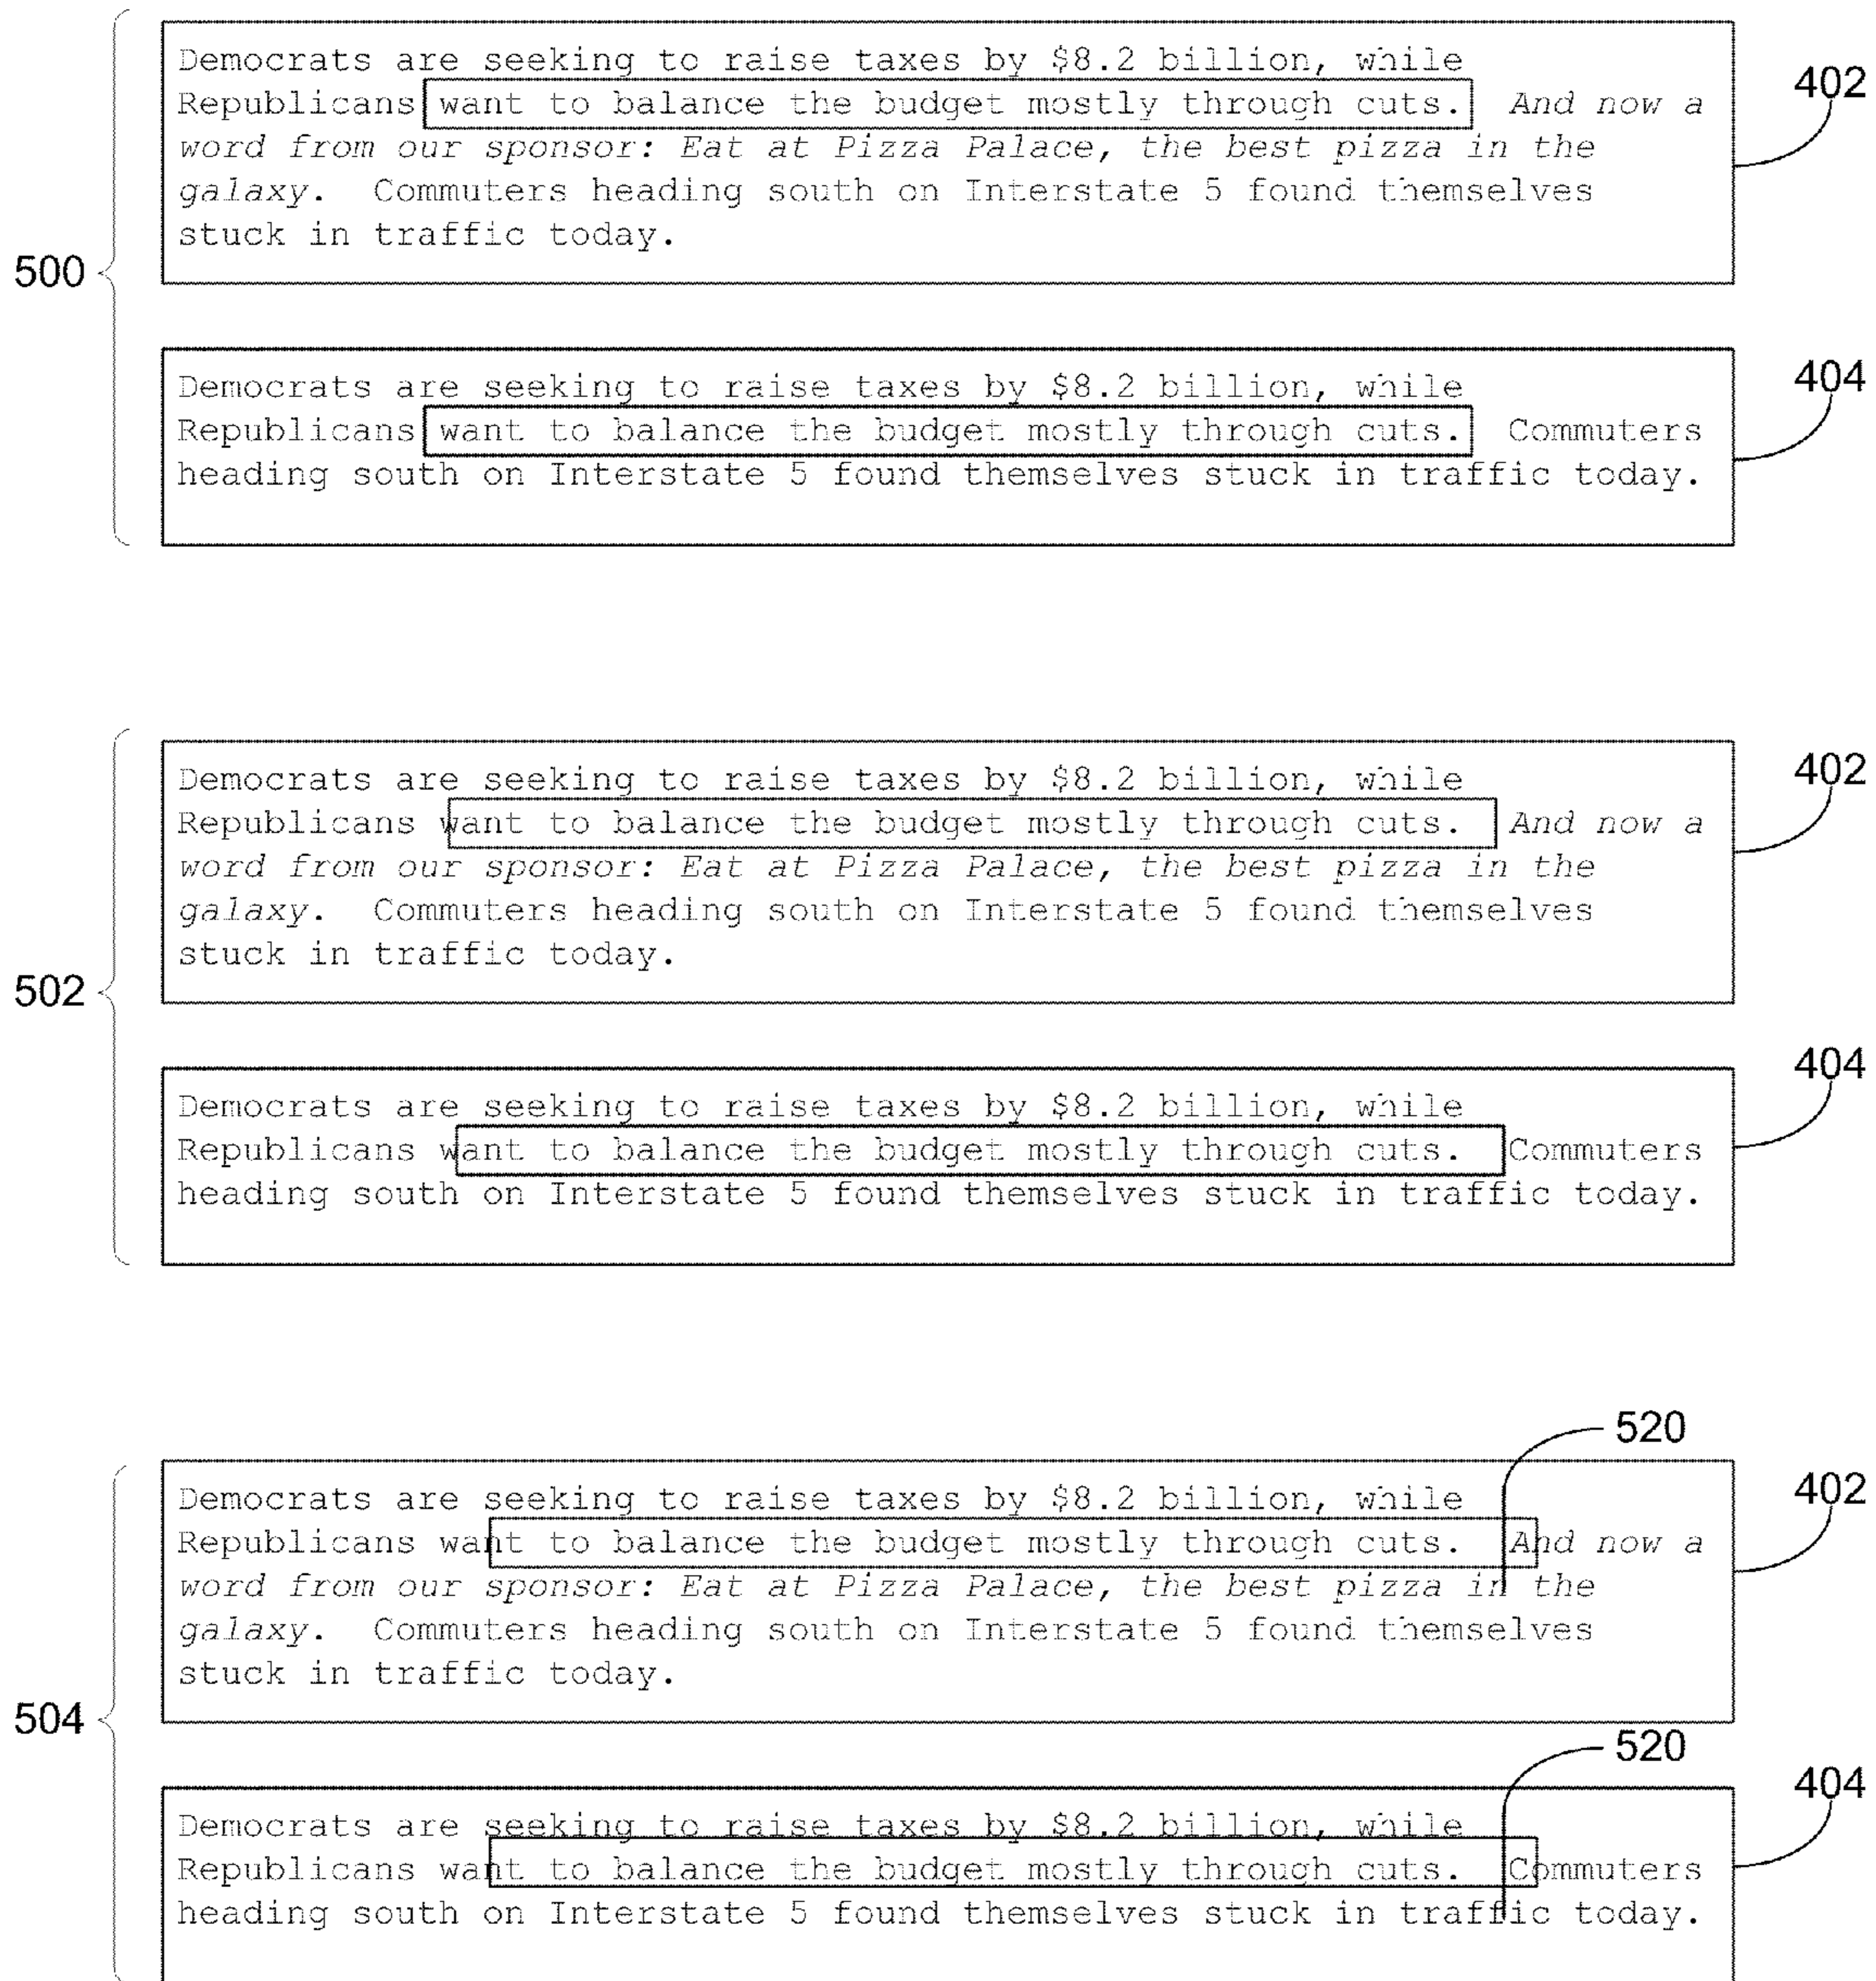 Democrats are seeking to raise taxes by $8.2 billion, while
Republicans want to balance the budget mostly through cuts.  And now a
word from our sponsor: Eat at Pizza Palace, the best pizza in the
galaxy.  Commuters heading south on Interstate 5 found themselves
stuck in traffic today.
402
500
Democrats are seeking to raise taxes by $8.2 billion, while
Republicans want to balance the budget mostly through cuts.  Commuters
heading south on Interstate 5 found themselves stuck in traffic today.
404
Democrats are seeking to raise taxes by $8.2 billion, while
Republicans want to balance the budget mostly through cuts.  And now a
word from our sponsor: Eat at Pizza Palace, the best pizza in the
galaxy.  Commuters heading south on Interstate 5 found themselves
stuck in traffic today.
402
502
Democrats are seeking to raise taxes by $8.2 billion, while
Republicans want to balance the budget mostly through cuts.  Commuters
heading south on Interstate 5 found themselves stuck in traffic today.
404
520
Democrats are seeking to raise taxes by $8.2 billion, while
Republicans want to balance the budget mostly through cuts.  And now a
word from our sponsor: Eat at Pizza Palace, the best pizza in the
galaxy.  Commuters heading south on Interstate 5 found themselves
stuck in traffic today.
402
504
520
Democrats are seeking to raise taxes by $8.2 billion, while
Republicans want to balance the budget mostly through cuts.  Commuters
heading south on Interstate 5 found themselves stuck in traffic today.
404